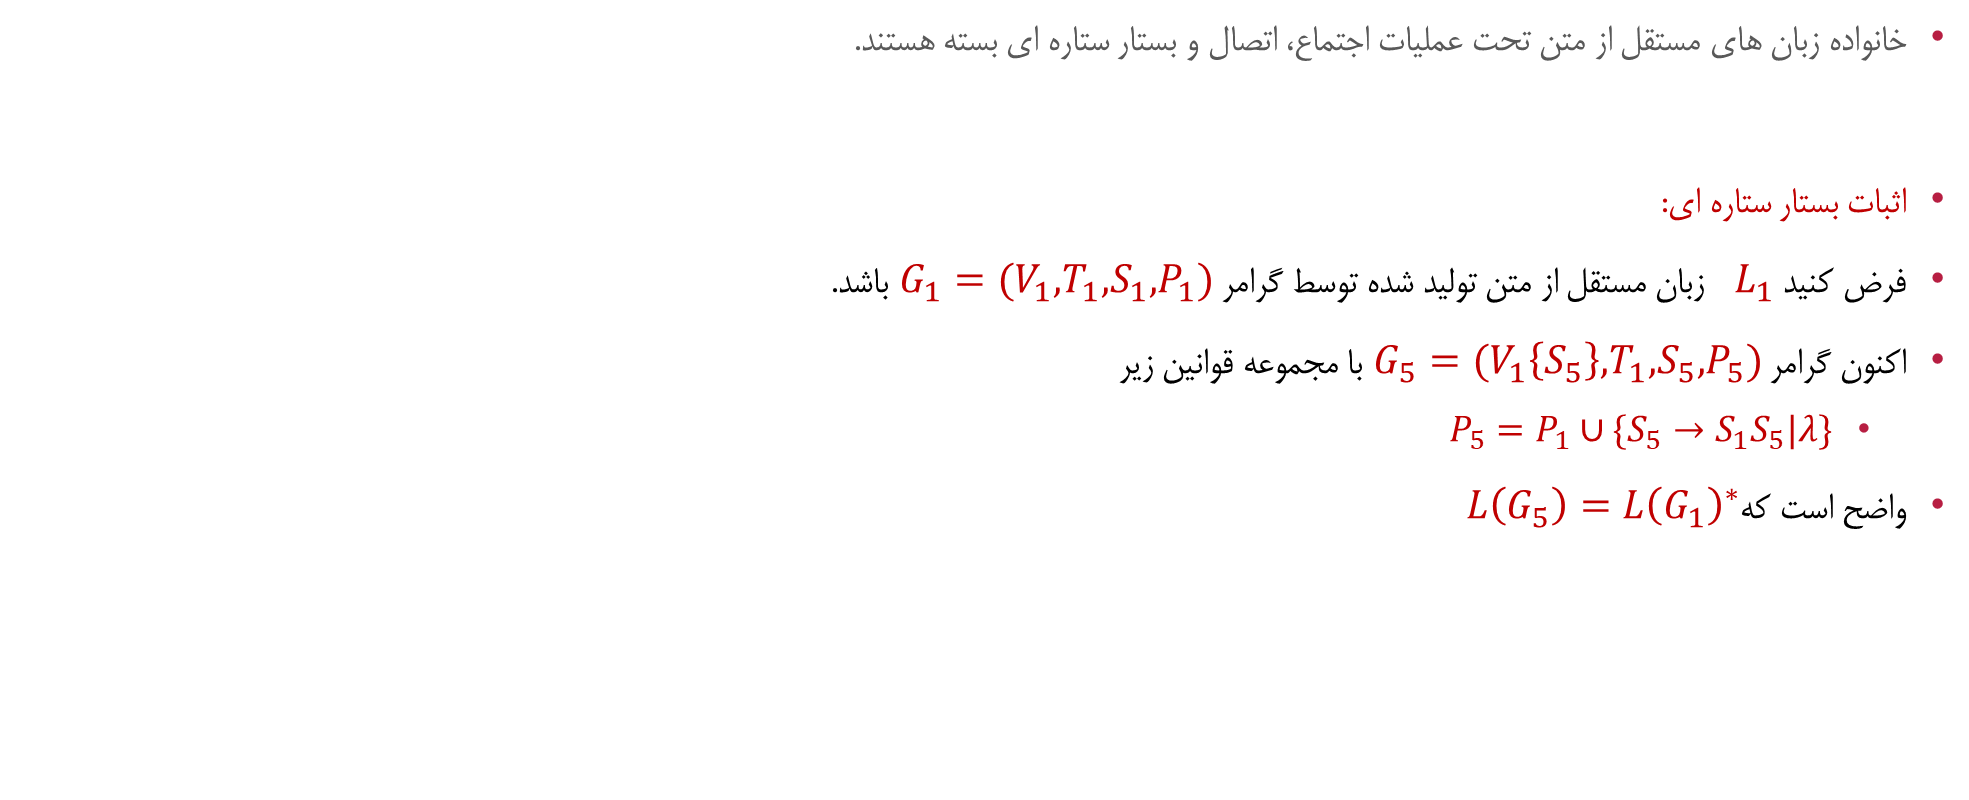 • خانواده زبان های مستقل از متن تحت عملیات اجتماع، اتصال و بستار ستاره ای بسته هستند.
• اثبات بستار ستاره ای:
• فرض کنید L₁ زبان مستقل از متن تولید شده توسط گرامر G₁ = (V₁,T₁,S₁,P₁) باشد.
• اکنون گرامر G₅ = (V₁{S₅},T₁,S₅,P₅) با مجموعه قوانین زیر
• P₅ = P₁ ∪ {S₅ → S₁S₅|λ}
• واضح است که L(G₅) = L(G₁)*